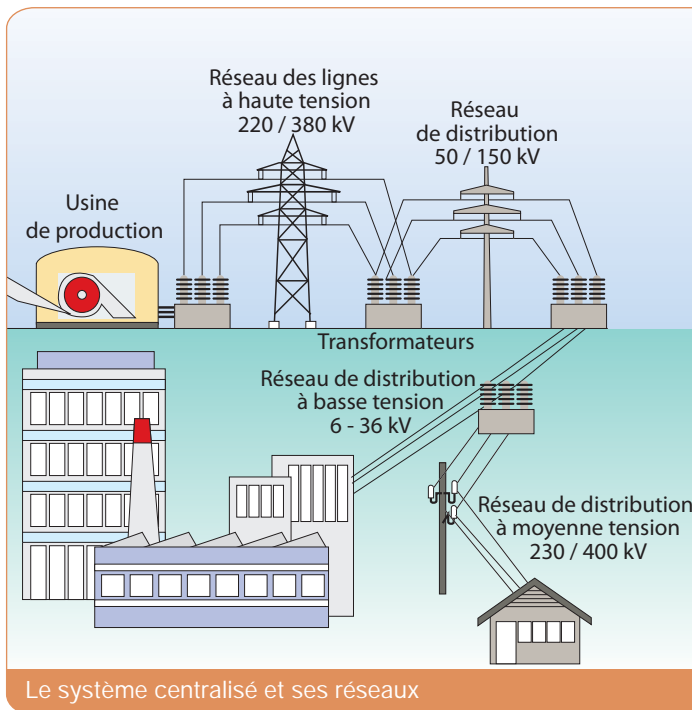 Réseau des lignes
à haute tension
220 / 380 kV
Réseau
de distribution
50 / 150 kV
Usine
de production
Transformateurs
Réseau de distribution
à basse tension
6 - 36 kV
Réseau de distribution
à moyenne tension
230 / 400 kV
Le système centralisé et ses réseaux